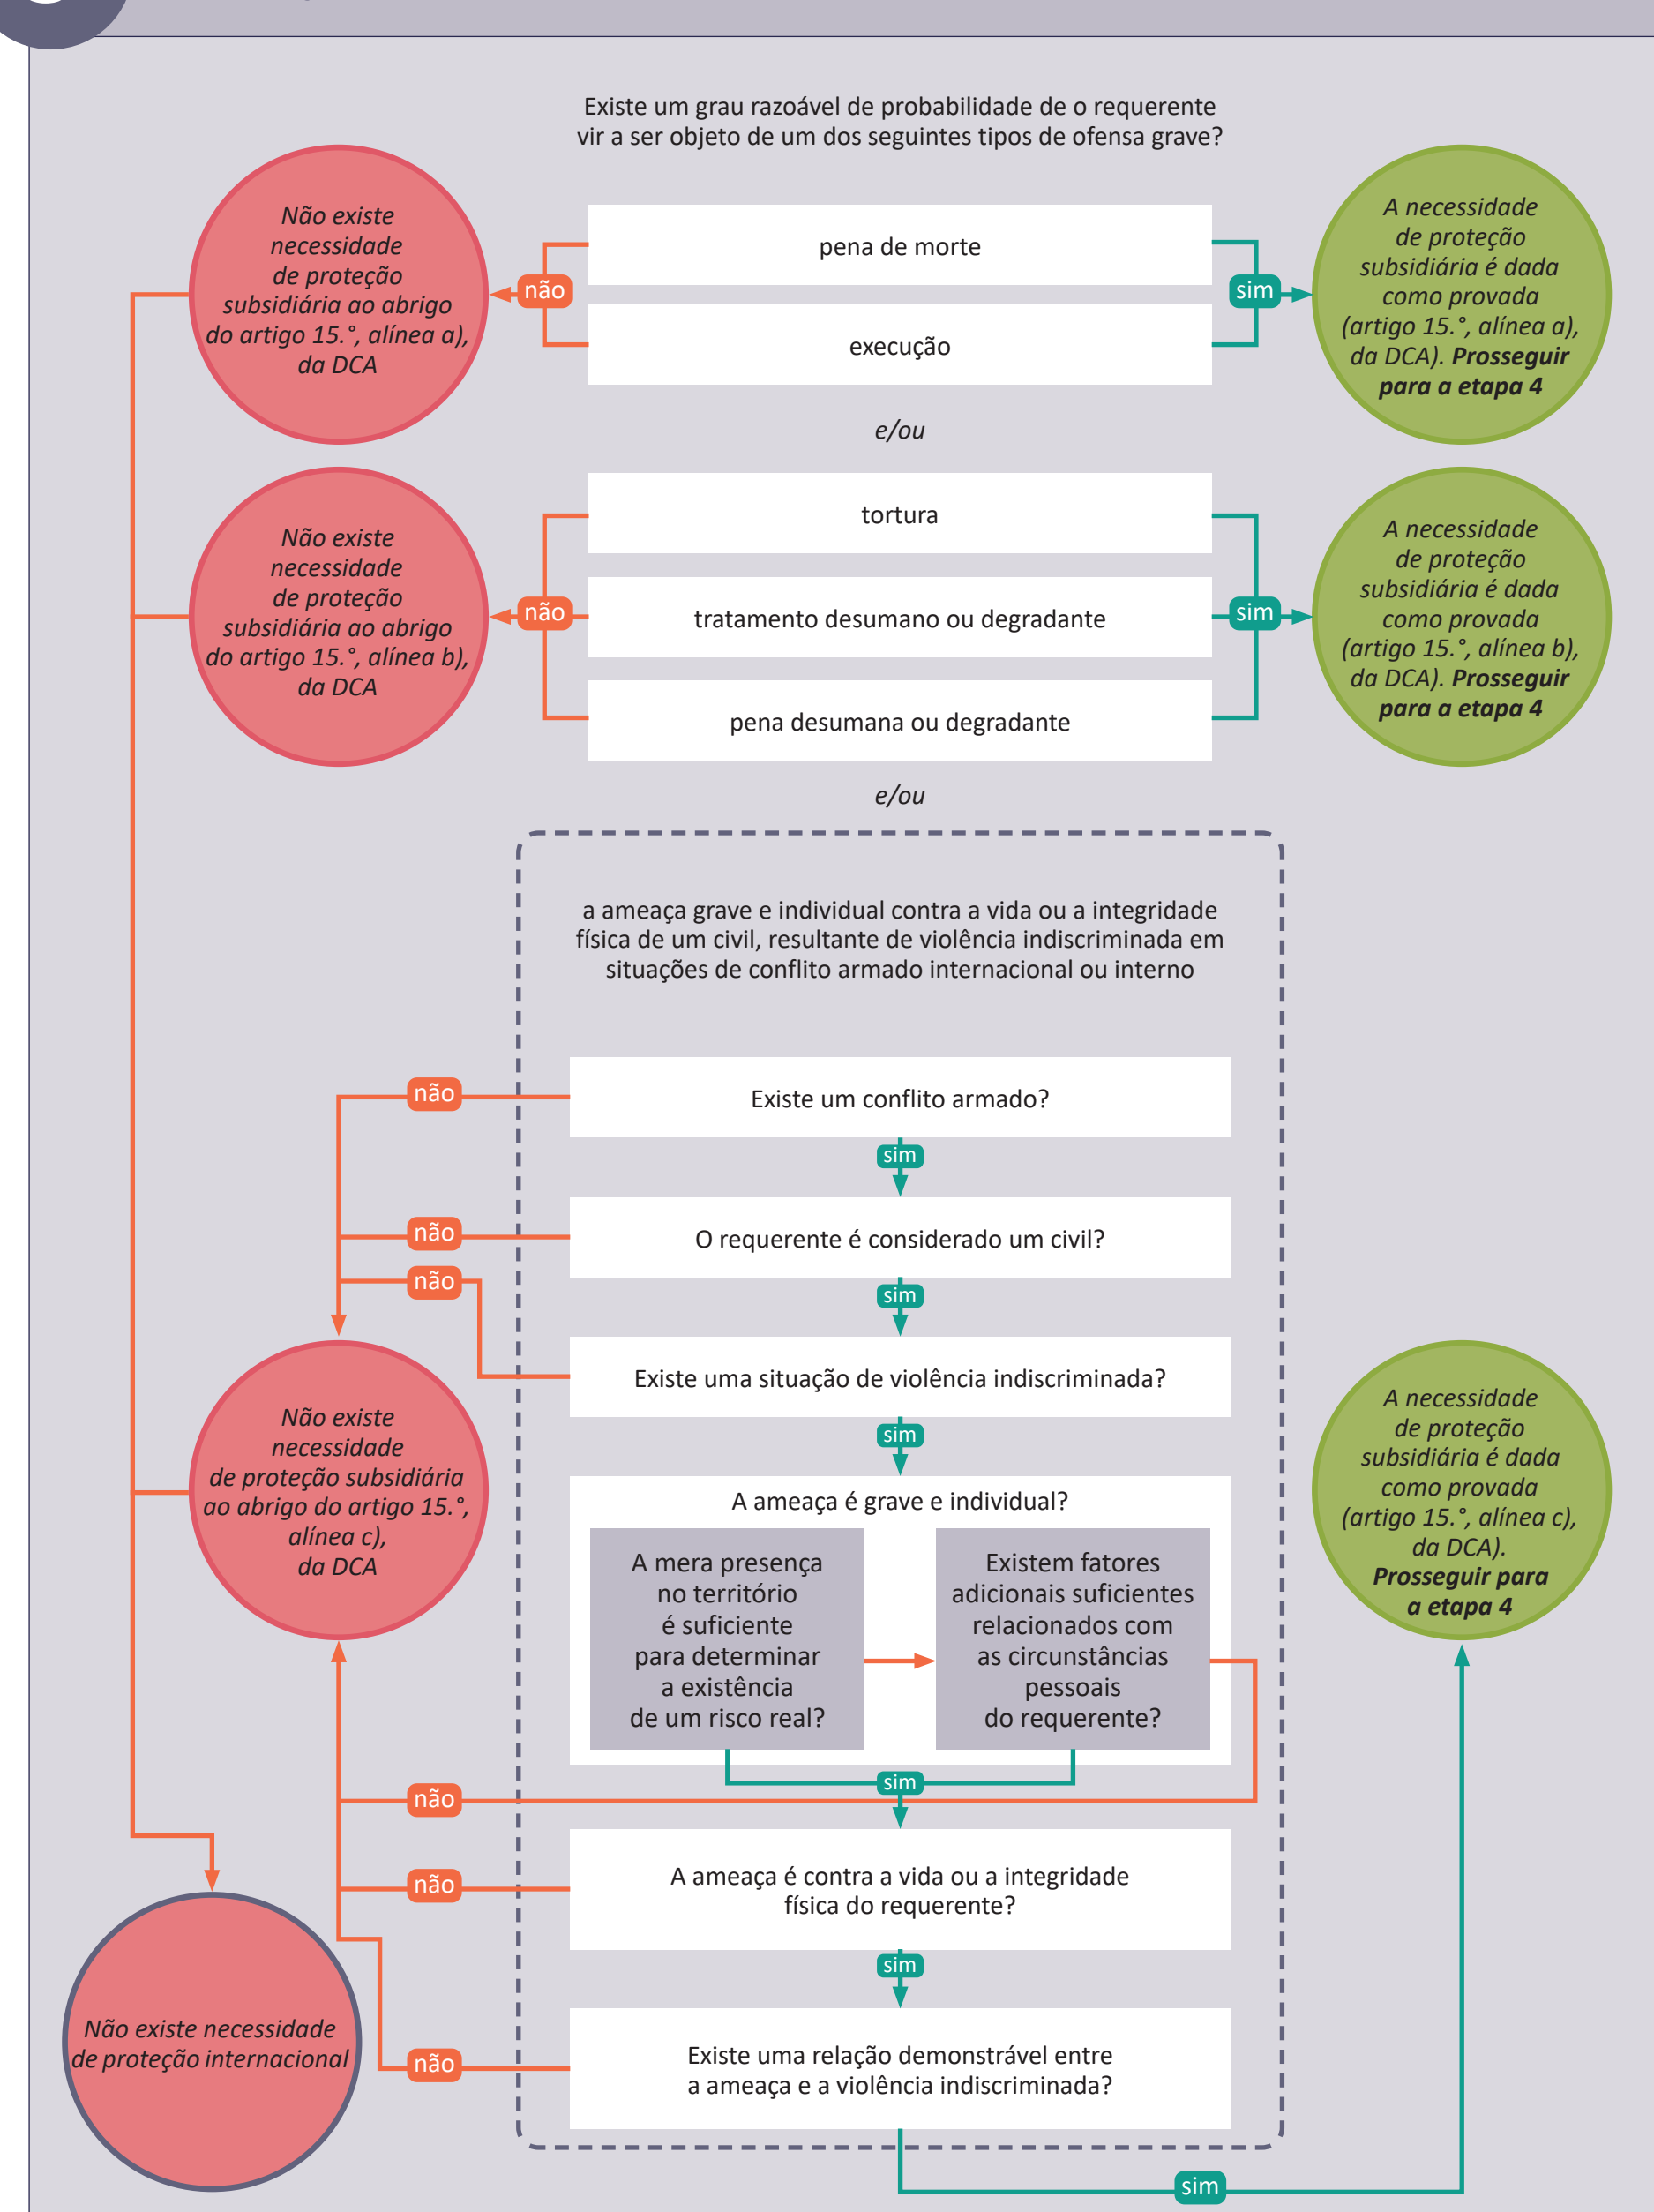 Existe um grau razoável de probabilidade de o requerente
vir a ser objeto de um dos seguintes tipos de ofensa grave?
Não existe
necessidade
de proteção
subsidiária ao abrigo
do artigo 15.°, alínea a),
da DCA
não
pena de morte
execução
sim
A necessidade
de proteção
subsidiária é dada
como provada
(artigo 15.°, alínea a),
da DCA). Prosseguir
para a etapa 4
e/ou
Não existe
necessidade
de proteção
subsidiária ao abrigo
do artigo 15.°, alínea b),
da DCA
não
tortura
tratamento desumano ou degradante
pena desumana ou degradante
sim
A necessidade
de proteção
subsidiária é dada
como provada
(artigo 15.°, alínea b),
da DCA). Prosseguir
para a etapa 4
e/ou
a ameaça grave e individual contra a vida ou a integridade
física de um civil, resultante de violência indiscriminada em
situações de conflito armado internacional ou interno
não
Existe um conflito armado?
sim
não
O requerente é considerado um civil?
não
sim
Existe uma situação de violência indiscriminada?
sim
Não existe
necessidade
de proteção subsidiária
ao abrigo do artigo 15.°,
alínea c),
da DCA
A ameaça é grave e individual?
A mera presença
no território
é suficiente
para determinar
a existência
de um risco real?
Existem fatores
adicionais suficientes
relacionados com
as circunstâncias
pessoais
do requerente?
A necessidade
de proteção
subsidiária é dada
como provada
(artigo 15.°, alínea c),
da DCA).
Prosseguir para
a etapa 4
sim
não
não
A ameaça é contra a vida ou a integridade
física do requerente?
sim
Não existe necessidade
de proteção internacional
não
Existe uma relação demonstrável entre
a ameaça e a violência indiscriminada?
sim